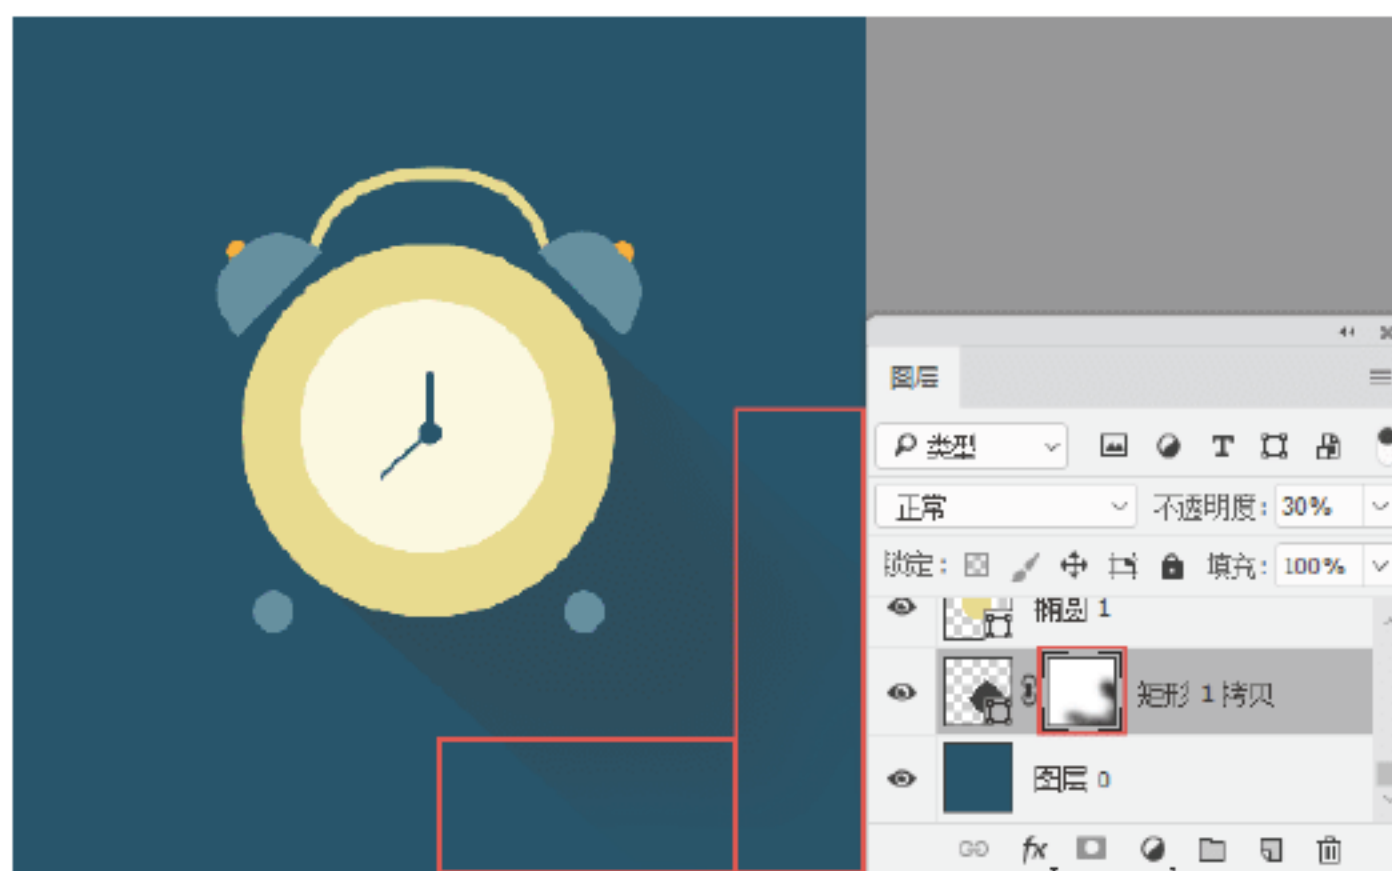 图层
类型
正常 不透明度: 30%
锁定: 填充: 100%
椭圆 1
矩形 1 拷贝
图层 0
fx